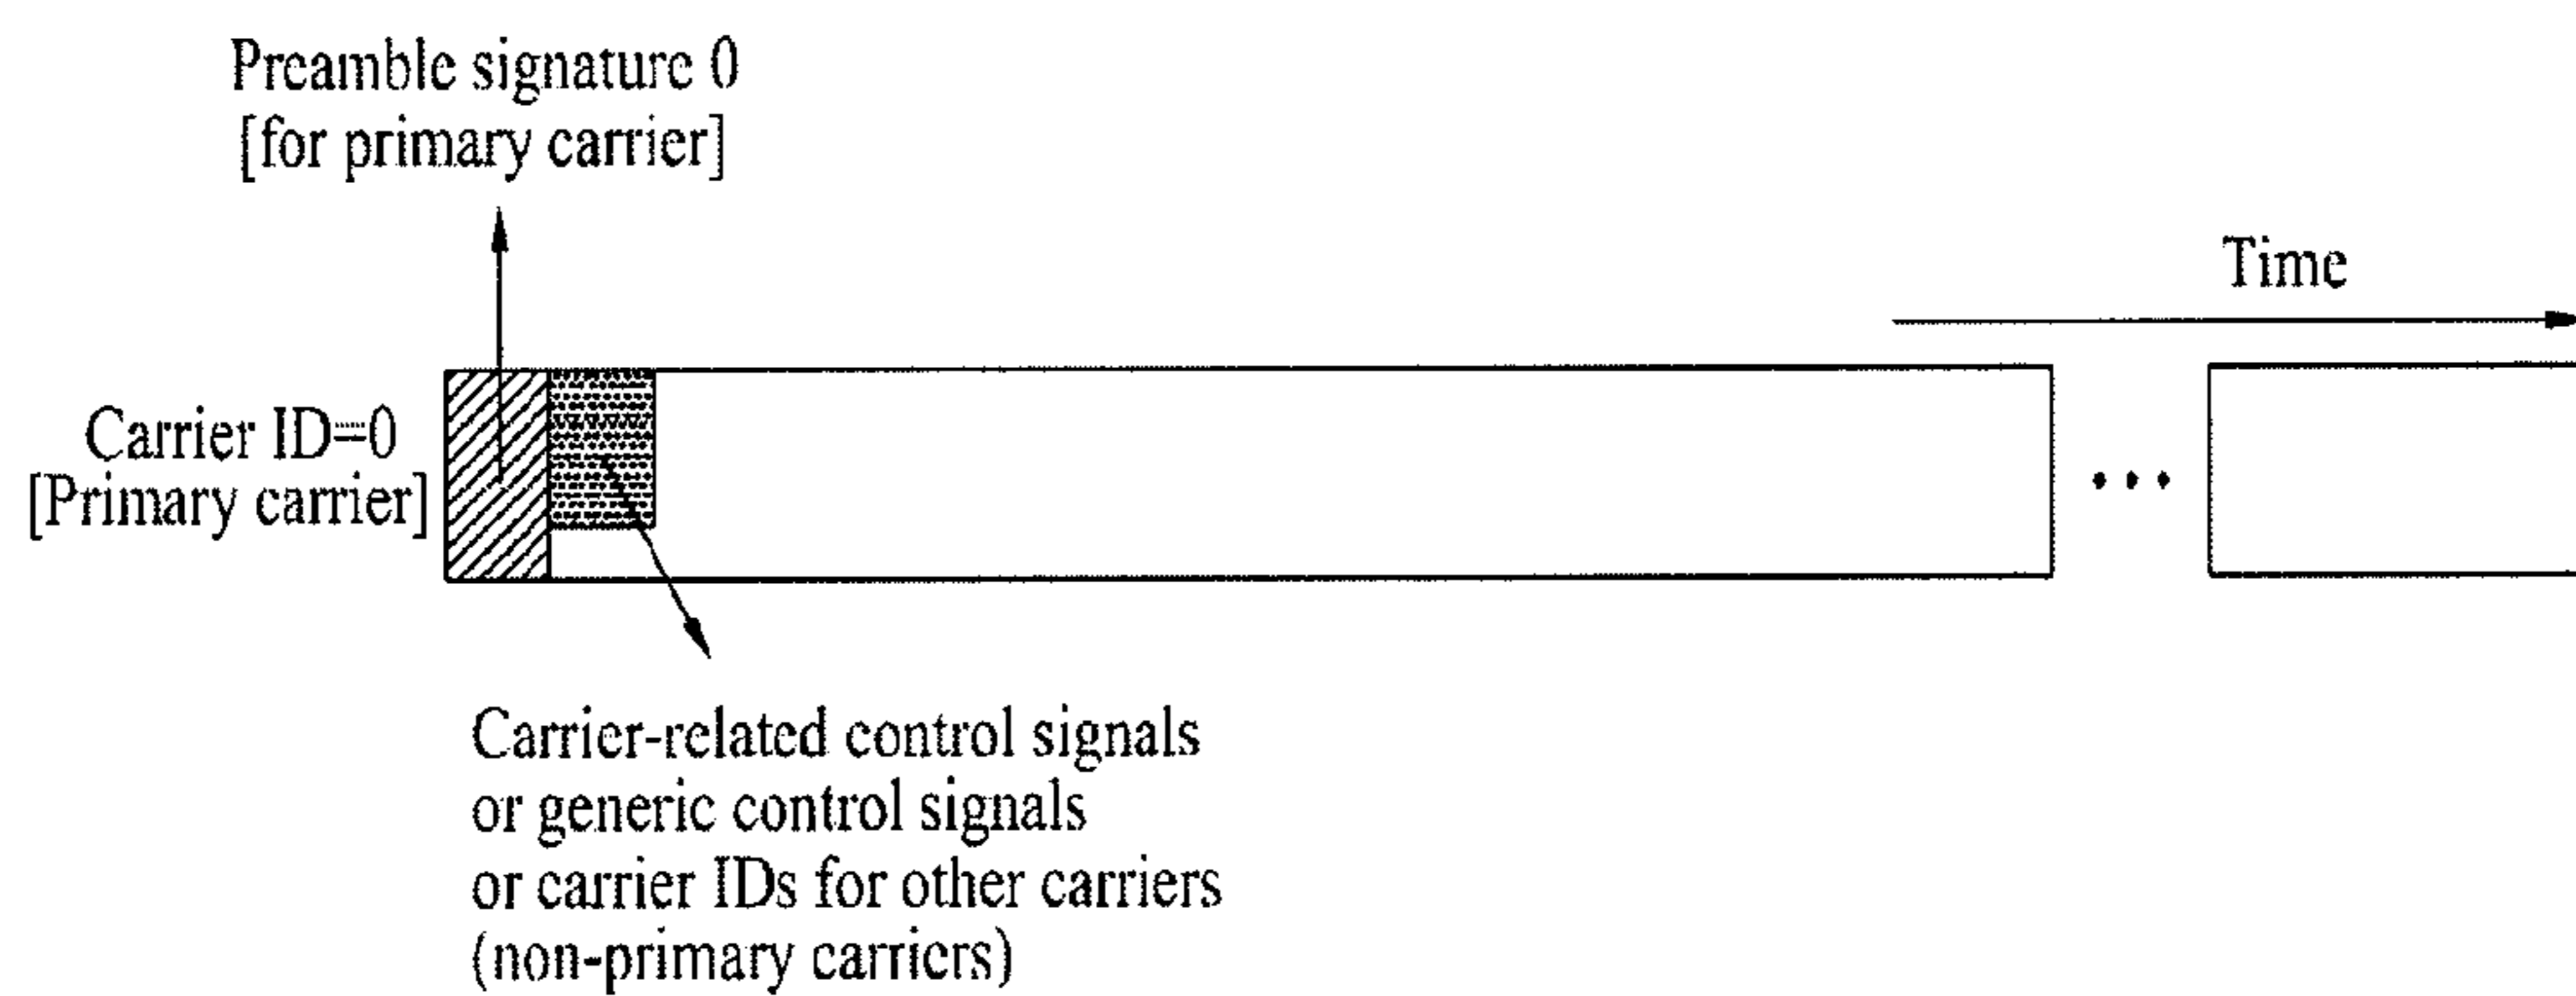 Preamble signature 0
[for primary carrier]
Time
Carrier ID=0
[Primary carrier]
Carrier-related control signals
or generic control signals
or carrier IDs for other carriers
(non-primary carriers)